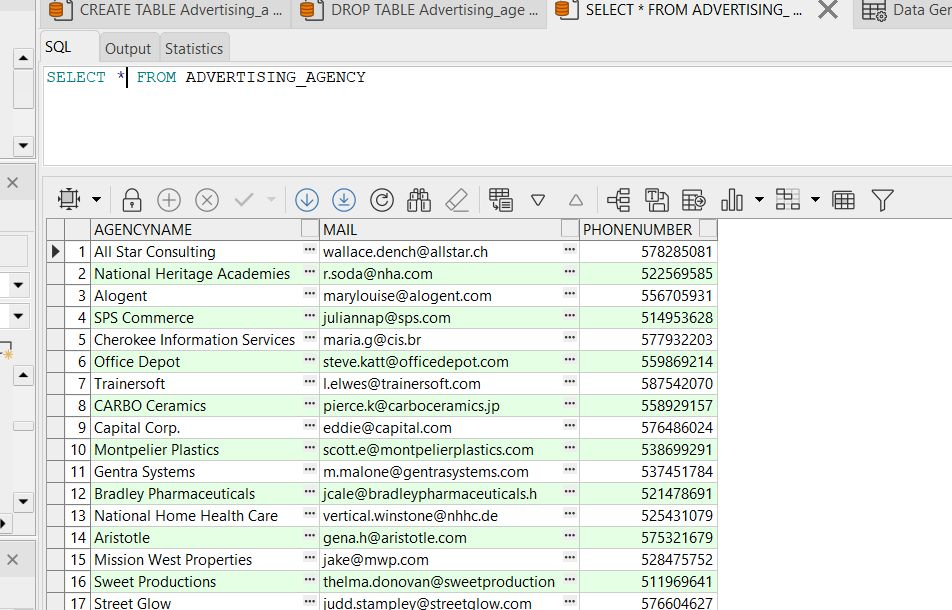 CREATE TABLE Advertising_a ... DROP TABLE Advertising_age ... SELECT * FROM ADVERTISING_ ... Data Ger
SQL Output Statistics
SELECT * FROM ADVERTISING_AGENCY
AGENCYNAME MAIL PHONENUMBER
1 All Star Consulting ... wallace.dench@allstar.ch ... 578285081
2 National Heritage Academies ... r.soda@nha.com ... 522569585
3 Alogent ... marylouise@alogent.com ... 556705931
4 SPS Commerce ... juliannap@sps.com ... 514953628
5 Cherokee Information Services ... maria.g@cis.br ... 577932203
6 Office Depot ... steve.katt@officedepot.com ... 559869214
7 Trainersoft ... l.elwes@trainersoft.com ... 587542070
8 CARBO Ceramics ... pierce.k@carboceramics.jp ... 558929157
9 Capital Corp. ... eddie@capital.com ... 576486024
10 Montpelier Plastics ... scott.e@montpelierplastics.com ... 538699291
11 Gentra Systems ... m.malone@gentrasystems.com ... 537451784
12 Bradley Pharmaceuticals ... jcale@bradleypharmaceuticals.h ... 521478691
13 National Home Health Care ... vertical.winstone@nhhc.de ... 525431079
14 Aristotle ... gena.h@aristotle.com ... 575321679
15 Mission West Properties ... jake@mwp.com ... 528475752
16 Sweet Productions ... thelma.donovan@sweetproduction ... 511969641
17 Street Glow ... judd.stampley@streetglow.com ... 576604627